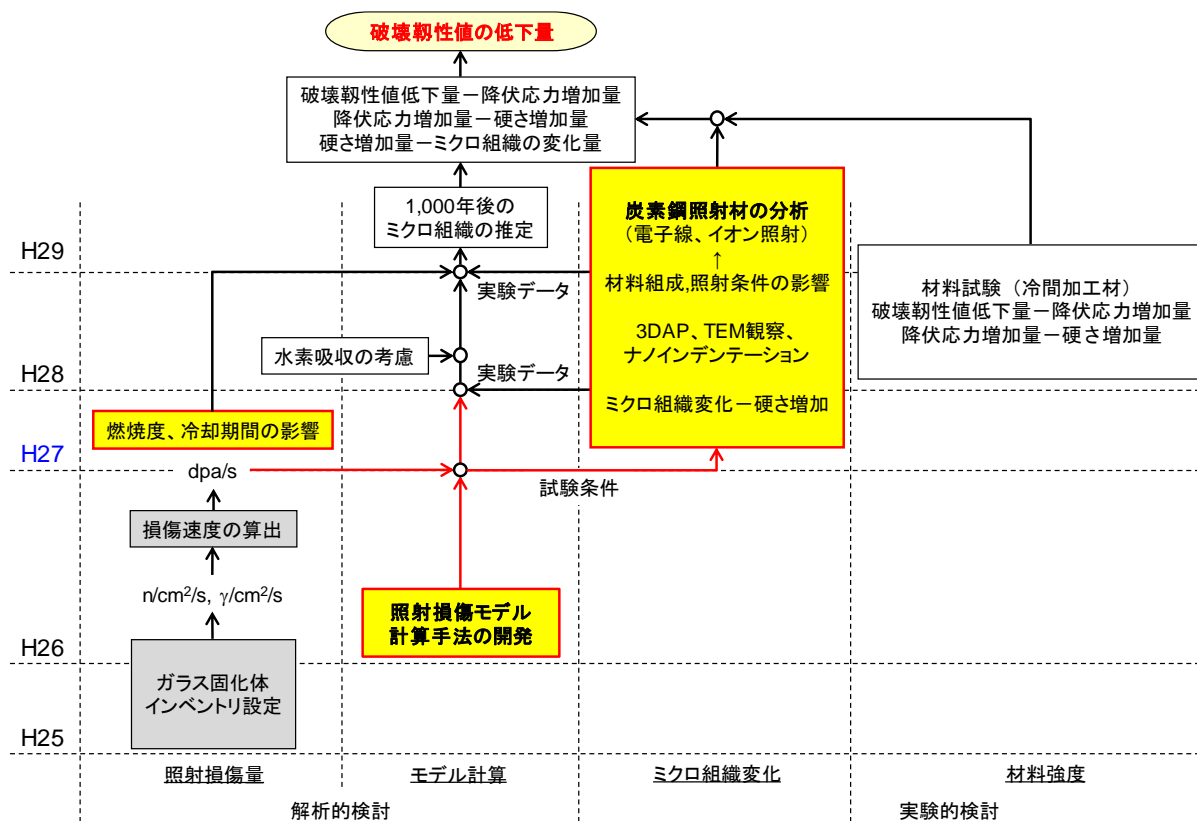 破壊靱性値の低下量
破壊靱性値低下量－降伏応力増加量
降伏応力増加量－硬さ増加量
硬さ増加量－ミクロ組織の変化量
1,000年後の
ミクロ組織の推定
炭素鋼照射材の分析
（電子線、イオン照射）
↑
材料組成,照射条件の影響
3DAP、TEM観察、
ナノインデンテーション
ミクロ組織変化－硬さ増加
H29
実験データ
材料試験（冷間加工材）
破壊靱性値低下量－降伏応力増加量
降伏応力増加量－硬さ増加量
水素吸収の考慮
実験データ
H28
燃焼度、冷却期間の影響
H27
dpa/s
試験条件
損傷速度の算出
n/cm²/s, γ/cm²/s
照射損傷モデル
計算手法の開発
H26
ガラス固化体
インベントリ設定
H25
照射損傷量
モデル計算
ミクロ組織変化
材料強度
解析的検討
実験的検討